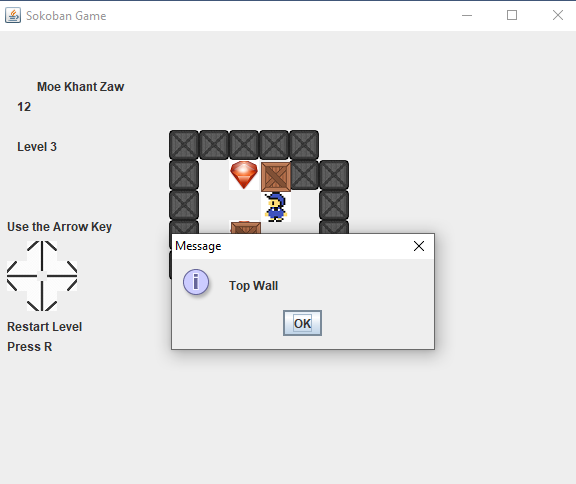 Sokoban Game
Moe Khant Zaw
12
Level 3
Use the Arrow Key
Message
Top Wall
OK
Restart Level
Press R